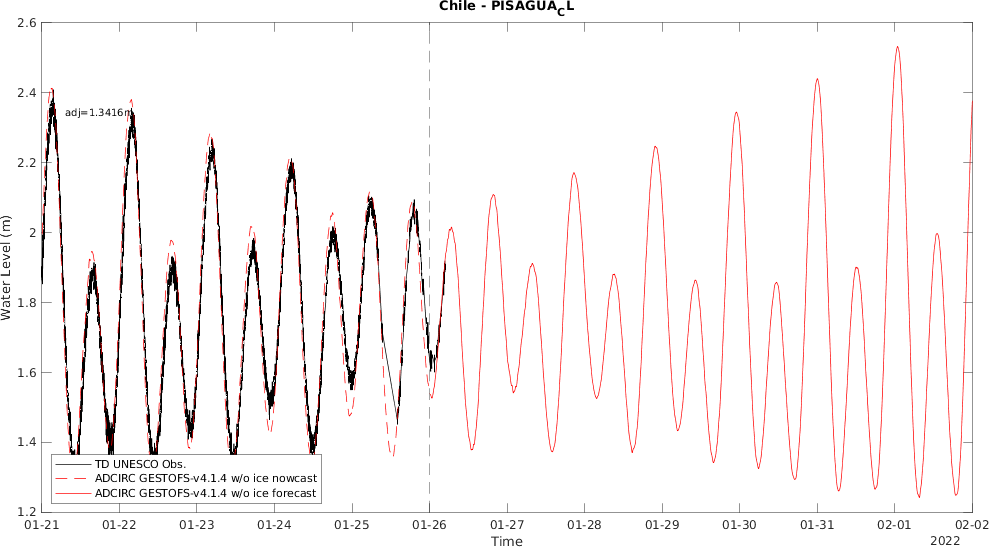 Chile - PISAGUACL
2.6
2.4
2.2
2
1.8
1.6
1.4
1.2
Water Level (m)
adj=1.3416m
TD UNESCO Obs.
ADCIRC GESTOFS-v4.1.4 w/o ice nowcast
ADCIRC GESTOFS-v4.1.4 w/o ice forecast
01-21 01-22 01-23 01-24 01-25 01-26 01-27 01-28 01-29 01-30 01-31 02-01 02-02
Time
2022